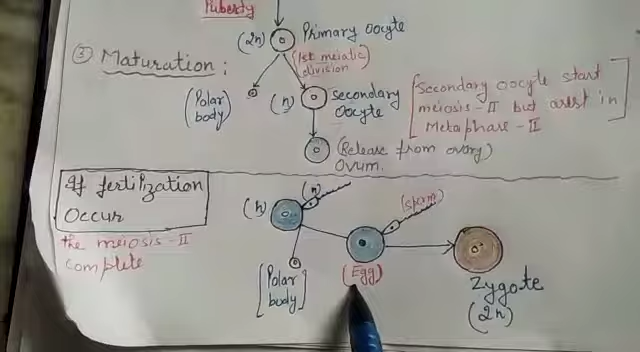 Puberty
(2n) Primary oocyte
③ Maturation:
(1st meiotic)
division
(Polar
body)
(n) Secondary
Oocyte
[Secondary oocyte start
meiosis-II but arest in
Metaphase-II]
(Release from ovary)
Ovum.
If fertilization
Occur
the meiosis-II
complete
(n)
(n)
(sperm)
[Polar
body]
(Egg)
Zygote
(2n)